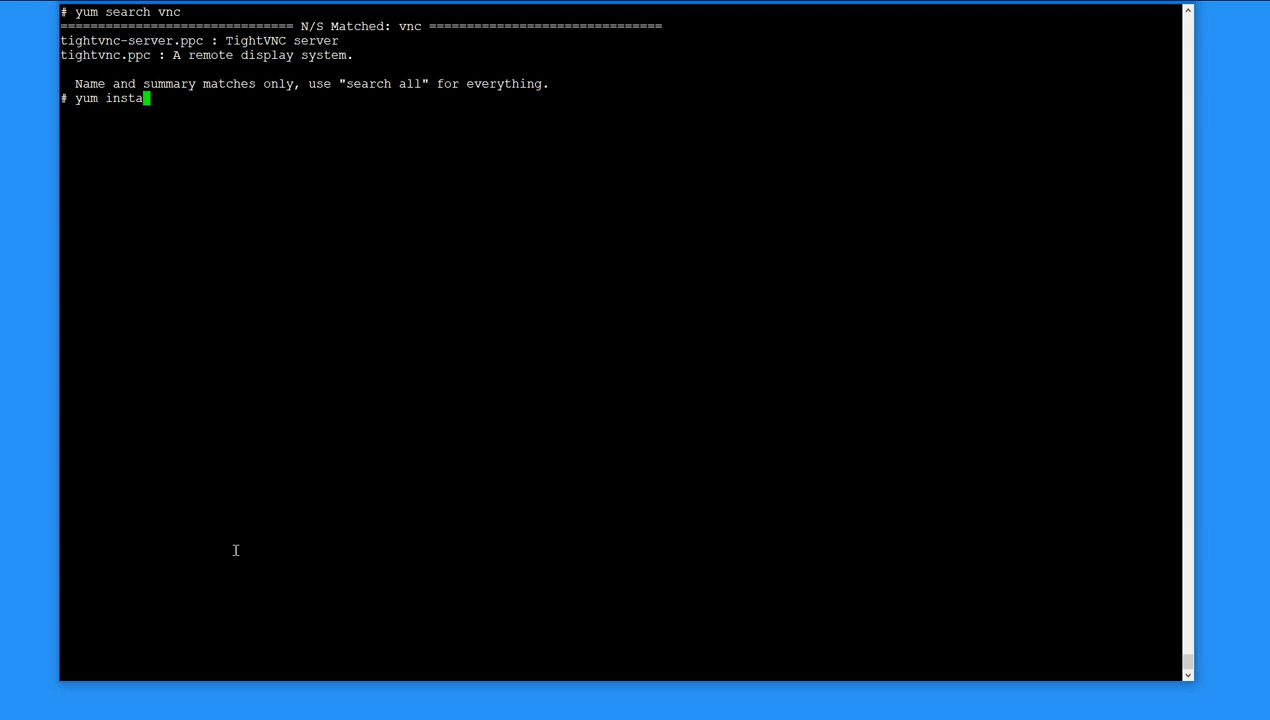 # yum search vnc
=============================== N/S Matched: vnc ===============================
tightvnc-server.ppc : TightVNC server
tightvnc.ppc : A remote display system.
  Name and summary matches only, use "search all" for everything.
# yum insta